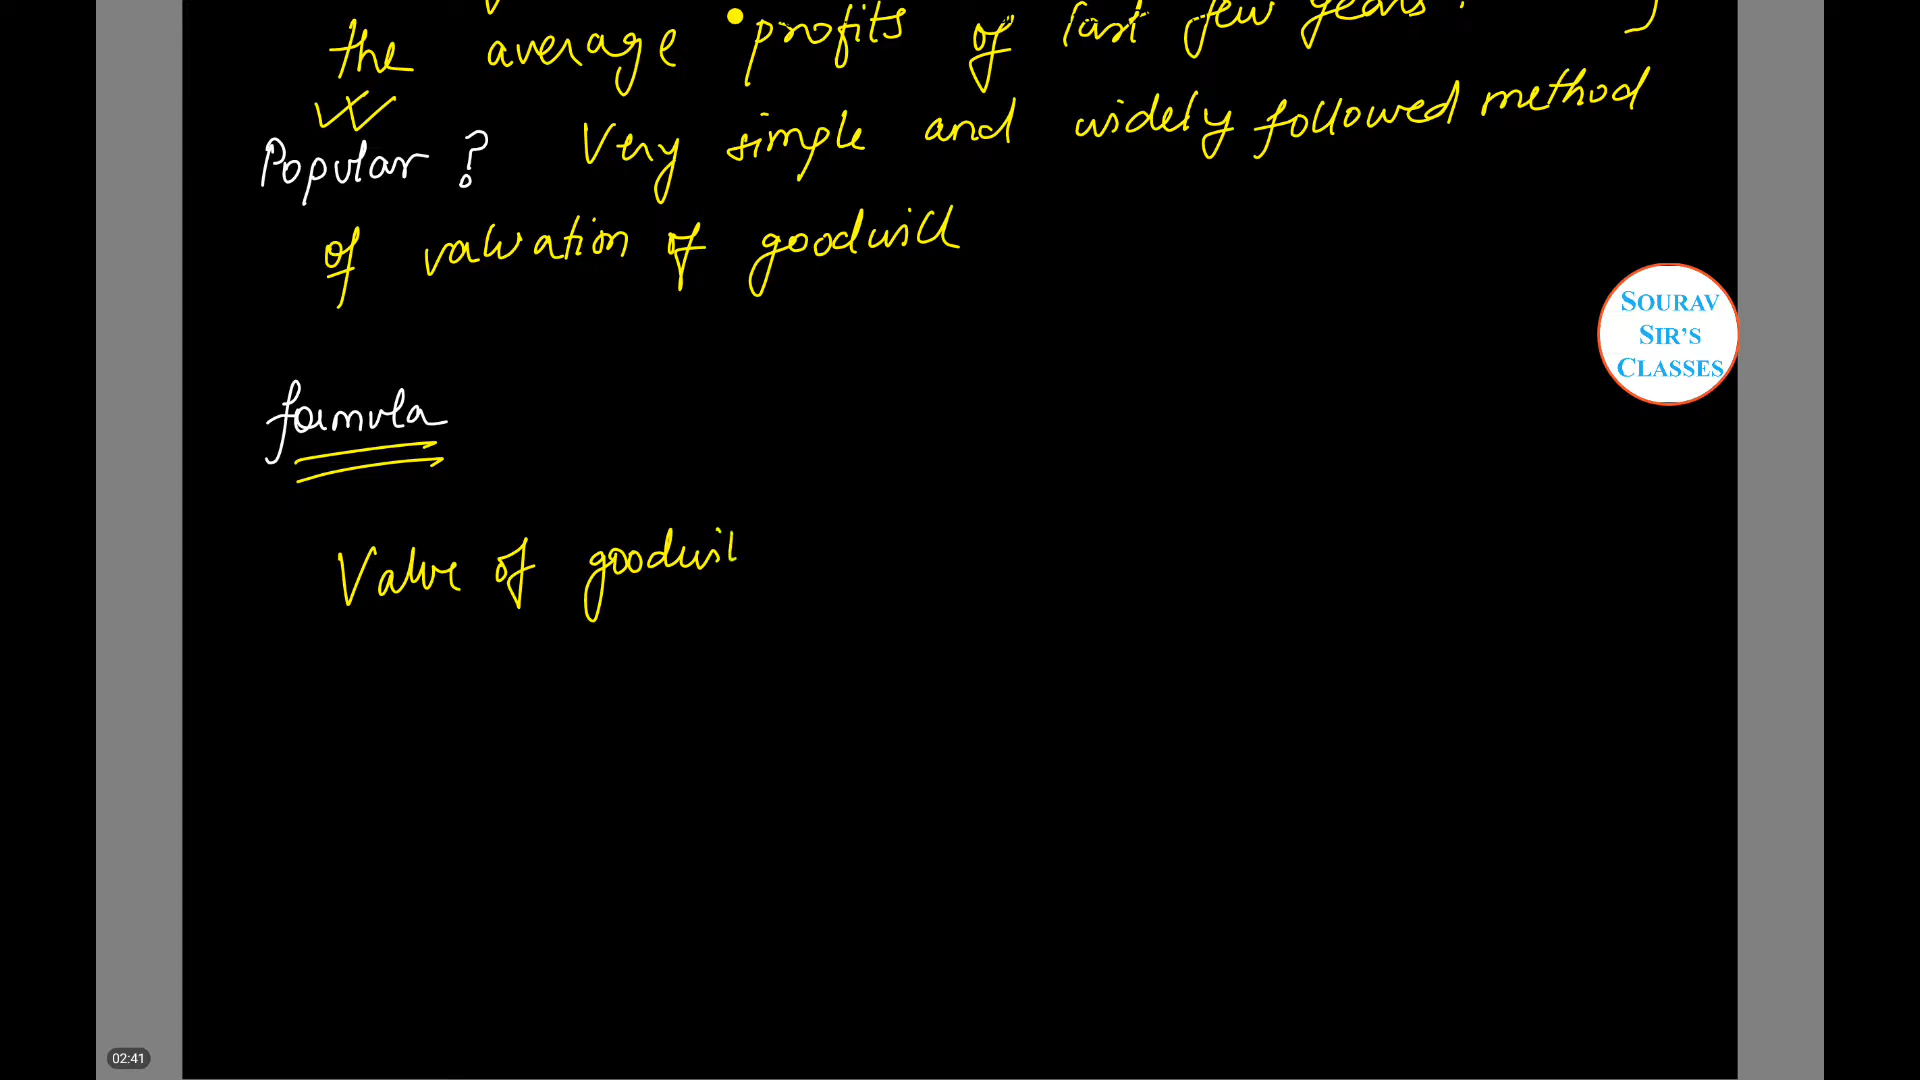 the average profits of last few years.
Popular? Very simple and widely followed method
of valuation of goodwill
SOURAV
SIR'S
CLASSES
formula
Value of goodwil
02:41